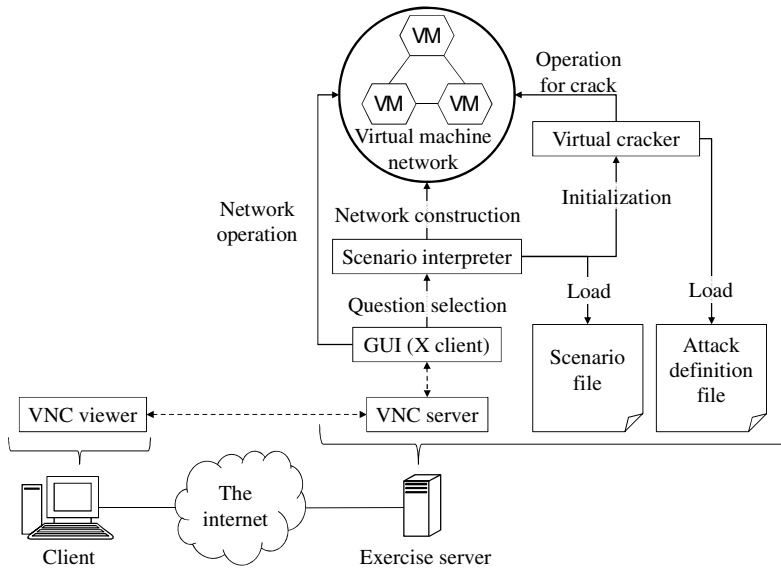 VM
VM
VM
Virtual machine
network
Operation
for crack
Virtual cracker
Initialization
Network
operation
Network construction
Scenario interpreter
Question selection
Load
Load
GUI (X client)
Scenario
file
Attack
definition
file
VNC viewer
VNC server
The
internet
Client
Exercise server